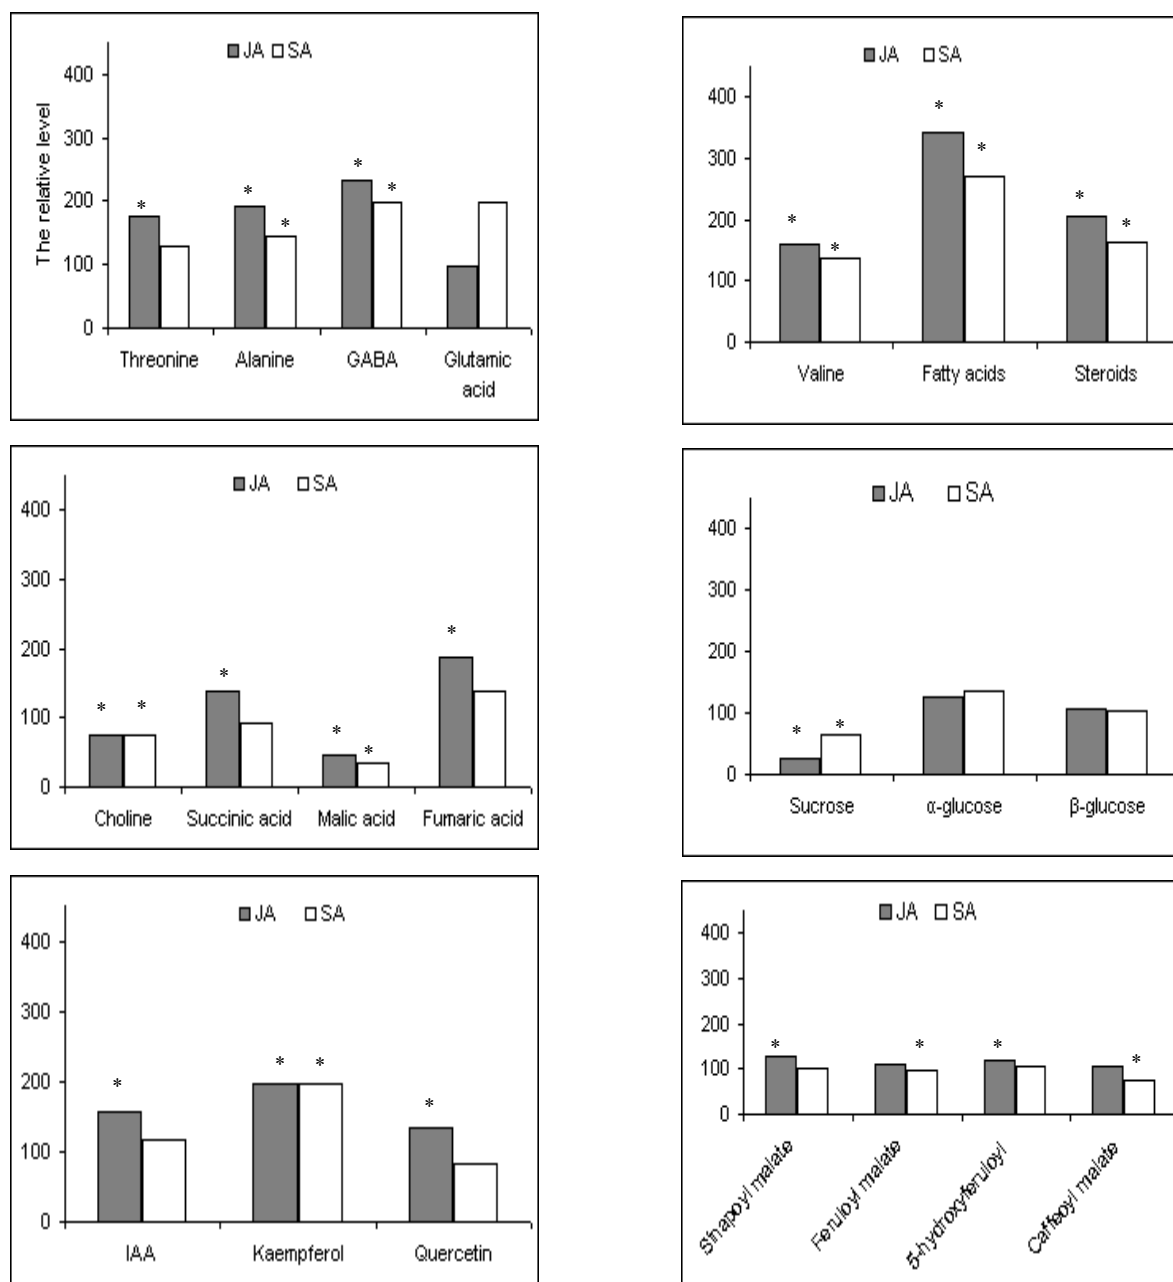 JA SA
The relative level
400
300
200
100
0
* * * * *
Threonine Alanine GABA Glutamic
acid
JA SA
400
300
200
100
0
* * * * * *
Valine Fatty acids Steroids
JA SA
400
300
200
100
0
* * * * * *
Choline Succinic acid Malic acid Fumaric acid
JA SA
400
300
200
100
0
* *
Sucrose α-glucose β-glucose
JA SA
400
300
200
100
0
* * * *
IAA Kaempferol Quercetin
JA SA
400
300
200
100
0
* * * *
Sinapoyl malate
Feruloyl malate
5-hydroxyferuloyl
Caffeoyl malate